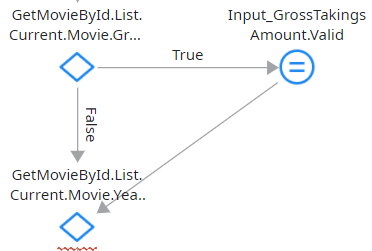 GetMovieById.List.
Current.Movie.Gr...
Input_GrossTakings
Amount.Valid
True
False
GetMovieById.List.
Current.Movie.Yea..